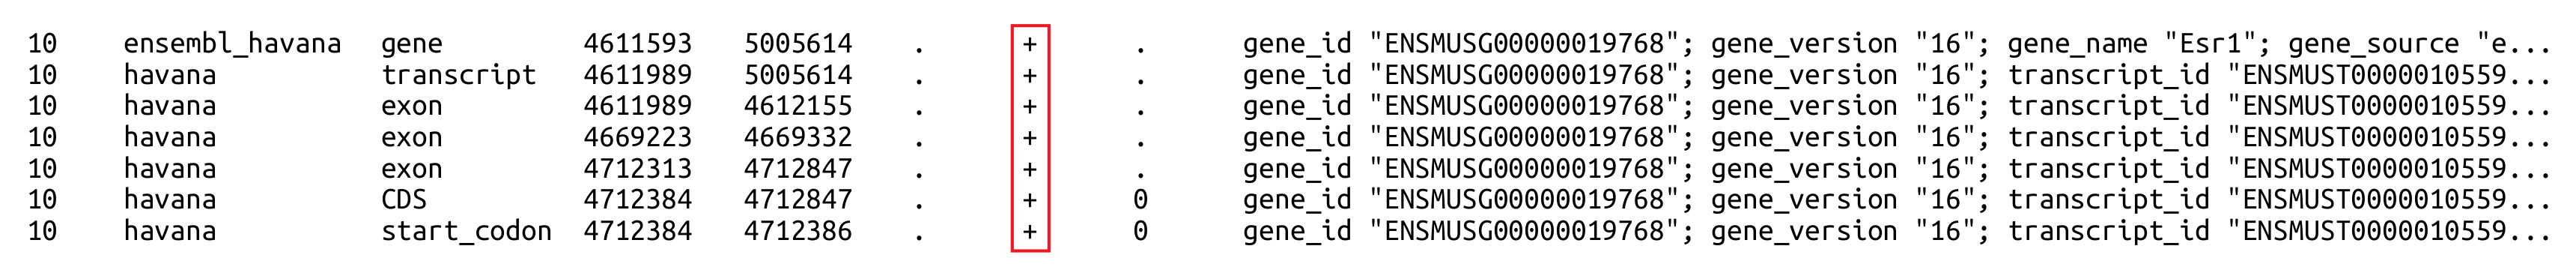 10 ensembl_havana gene 4611593 5005614 . + . gene_id "ENSMUSG00000019768"; gene_version "16"; gene_name "Esr1"; gene_source "e...
10 havana transcript 4611989 5005614 . + . gene_id "ENSMUSG00000019768"; gene_version "16"; transcript_id "ENSMUST0000010559...
10 havana exon 4611989 4612155 . + . gene_id "ENSMUSG00000019768"; gene_version "16"; transcript_id "ENSMUST0000010559...
10 havana exon 4669223 4669332 . + . gene_id "ENSMUSG00000019768"; gene_version "16"; transcript_id "ENSMUST0000010559...
10 havana exon 4712313 4712847 . + . gene_id "ENSMUSG00000019768"; gene_version "16"; transcript_id "ENSMUST0000010559...
10 havana CDS 4712384 4712847 . + 0 gene_id "ENSMUSG00000019768"; gene_version "16"; transcript_id "ENSMUST0000010559...
10 havana start_codon 4712384 4712386 . + 0 gene_id "ENSMUSG00000019768"; gene_version "16"; transcript_id "ENSMUST0000010559...